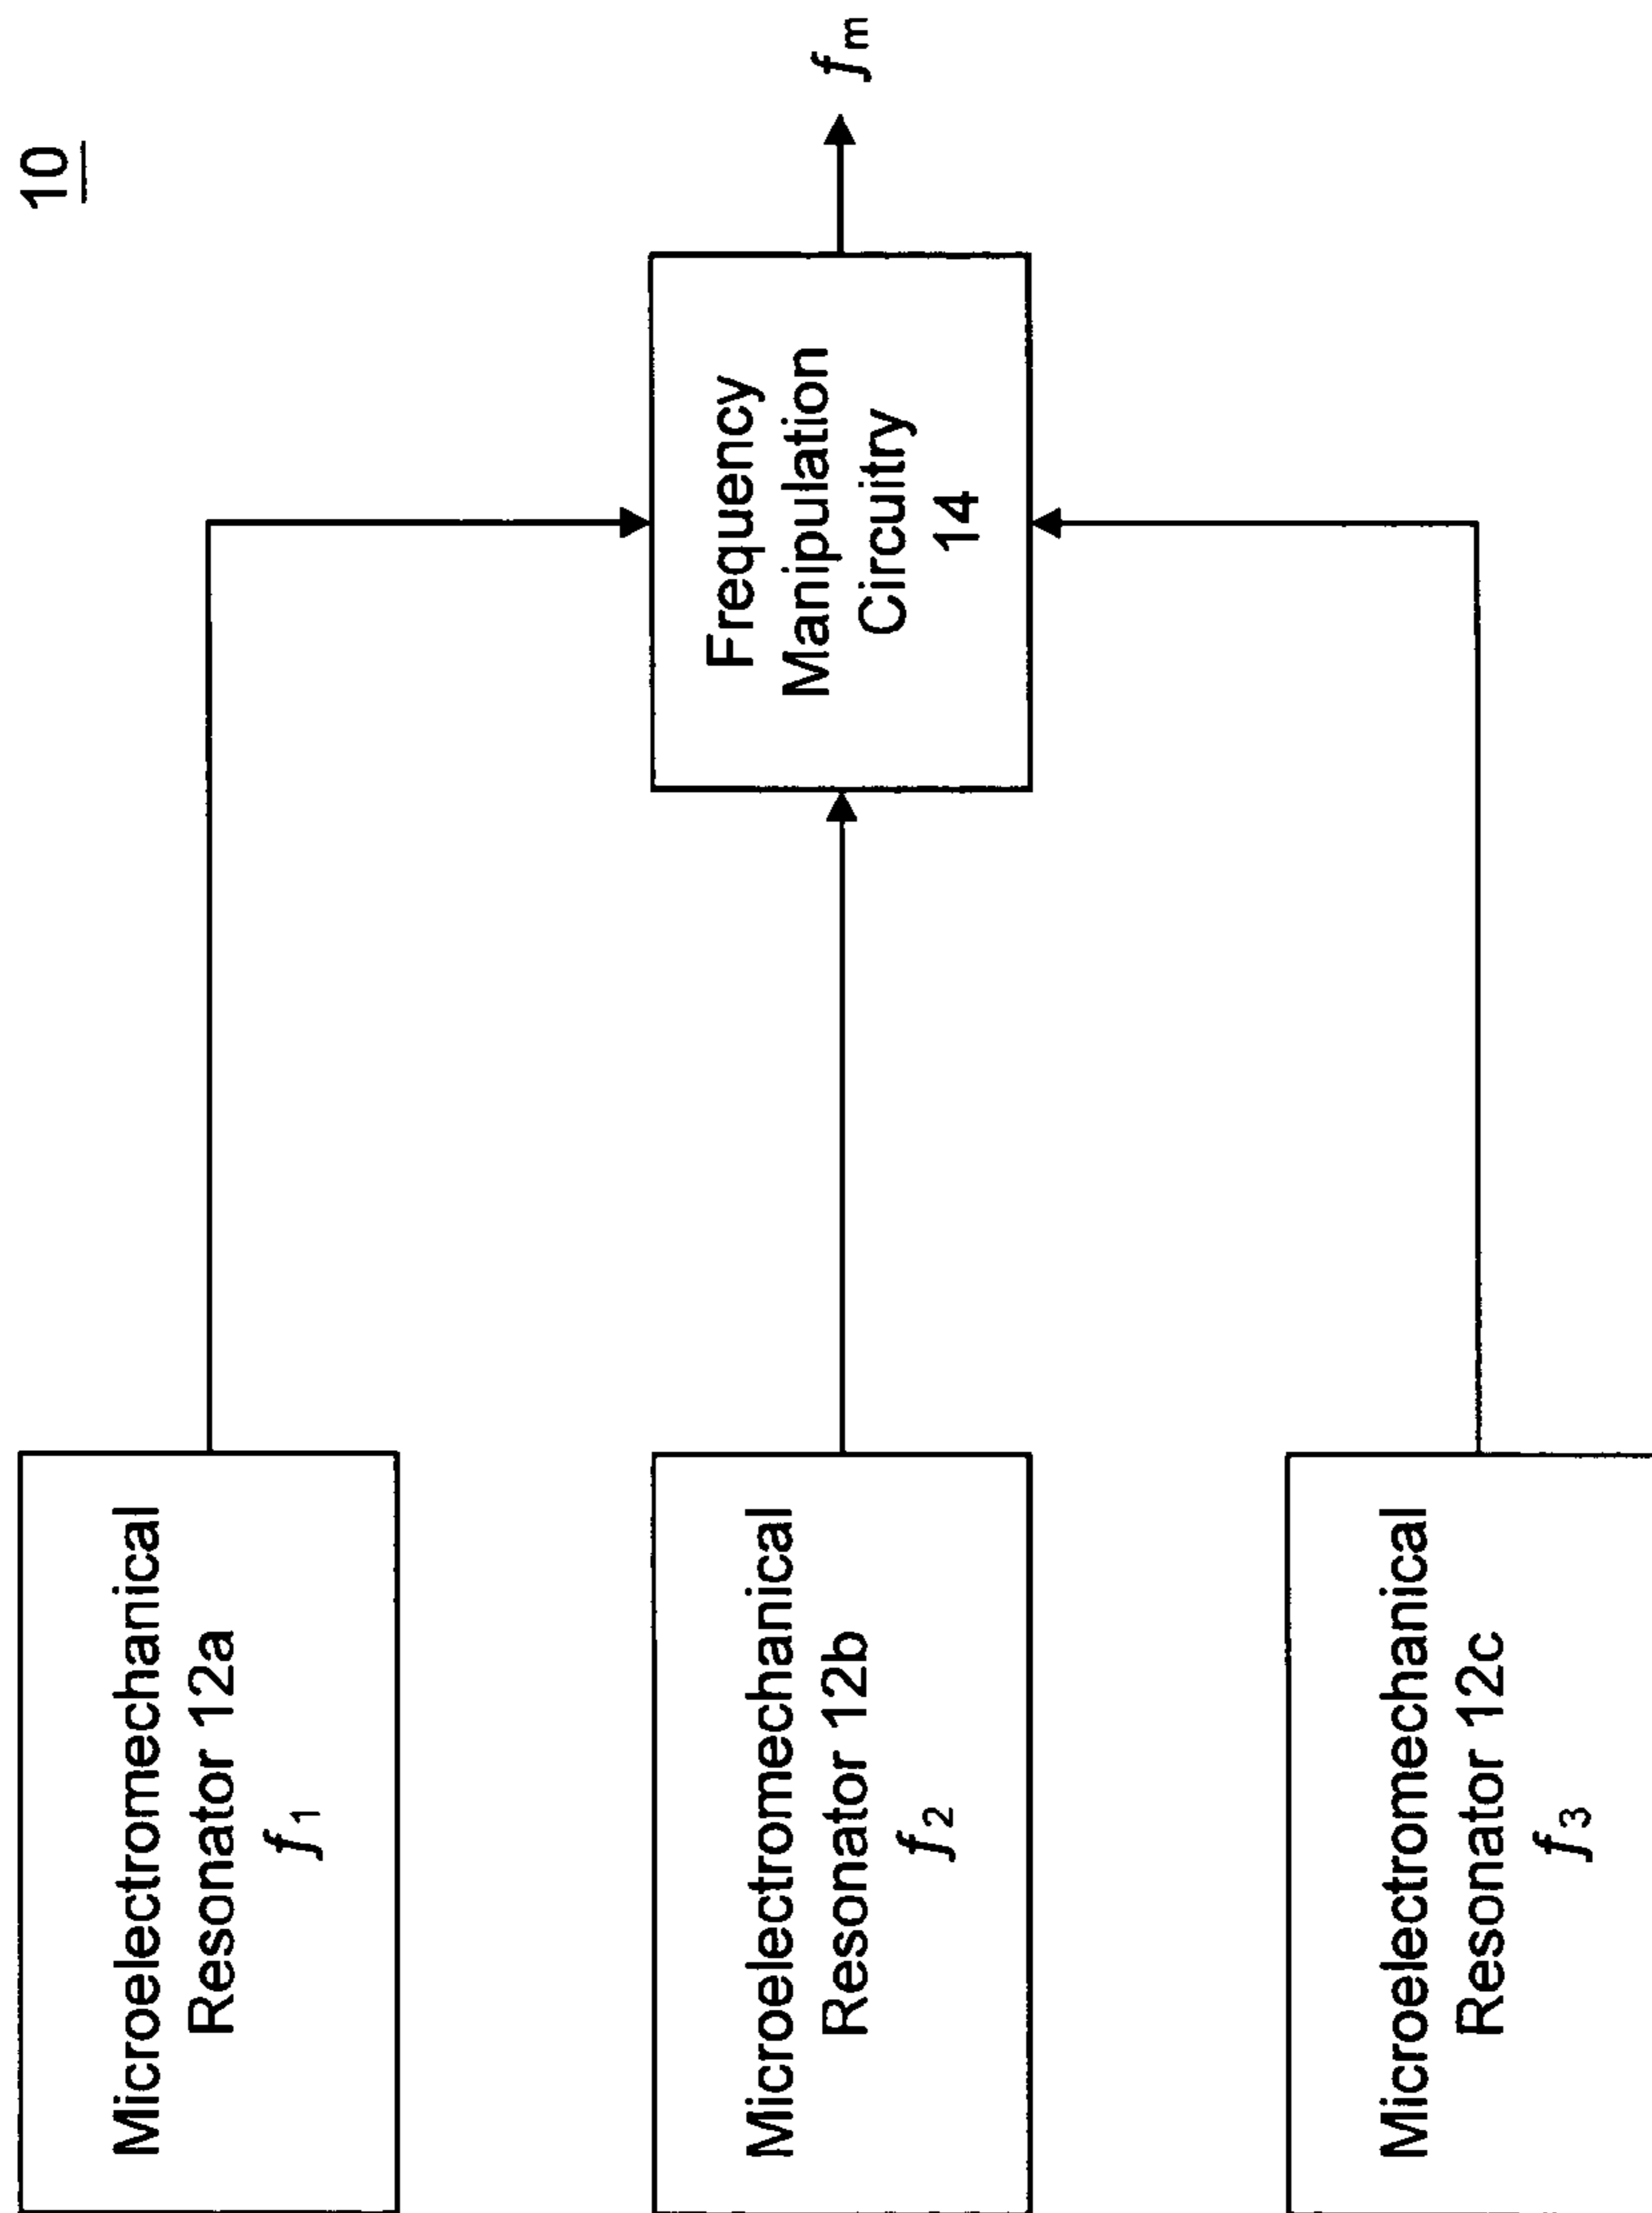 10
Microelectromechanical
Resonator 12a
f1
Microelectromechanical
Resonator 12b
f2
Microelectromechanical
Resonator 12c
f3
Frequency
Manipulation
Circuitry
14
fm